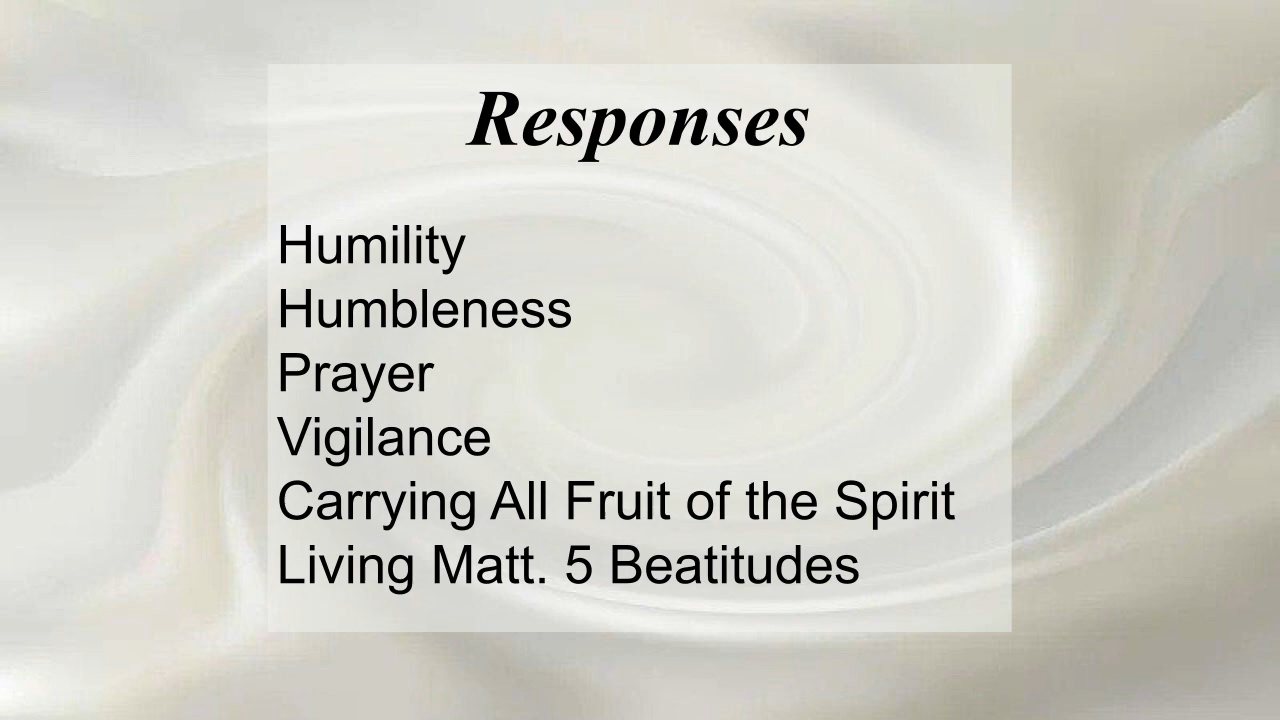 Responses
Humility
Humbleness
Prayer
Vigilance
Carrying All Fruit of the Spirit
Living Matt. 5 Beatitudes